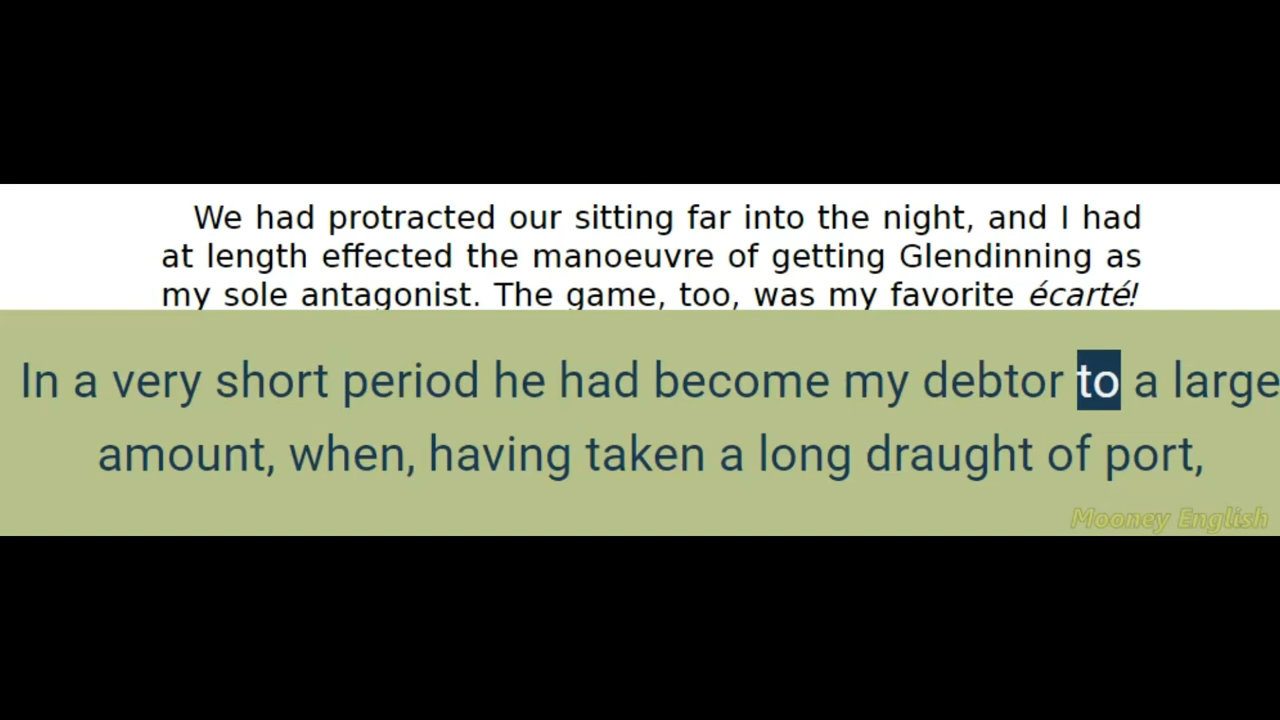 We had protracted our sitting far into the night, and I had
at length effected the manoeuvre of getting Glendinning as
my sole antagonist. The game, too, was my favorite écarté!
In a very short period he had become my debtor to a large
amount, when, having taken a long draught of port,
Mooney English